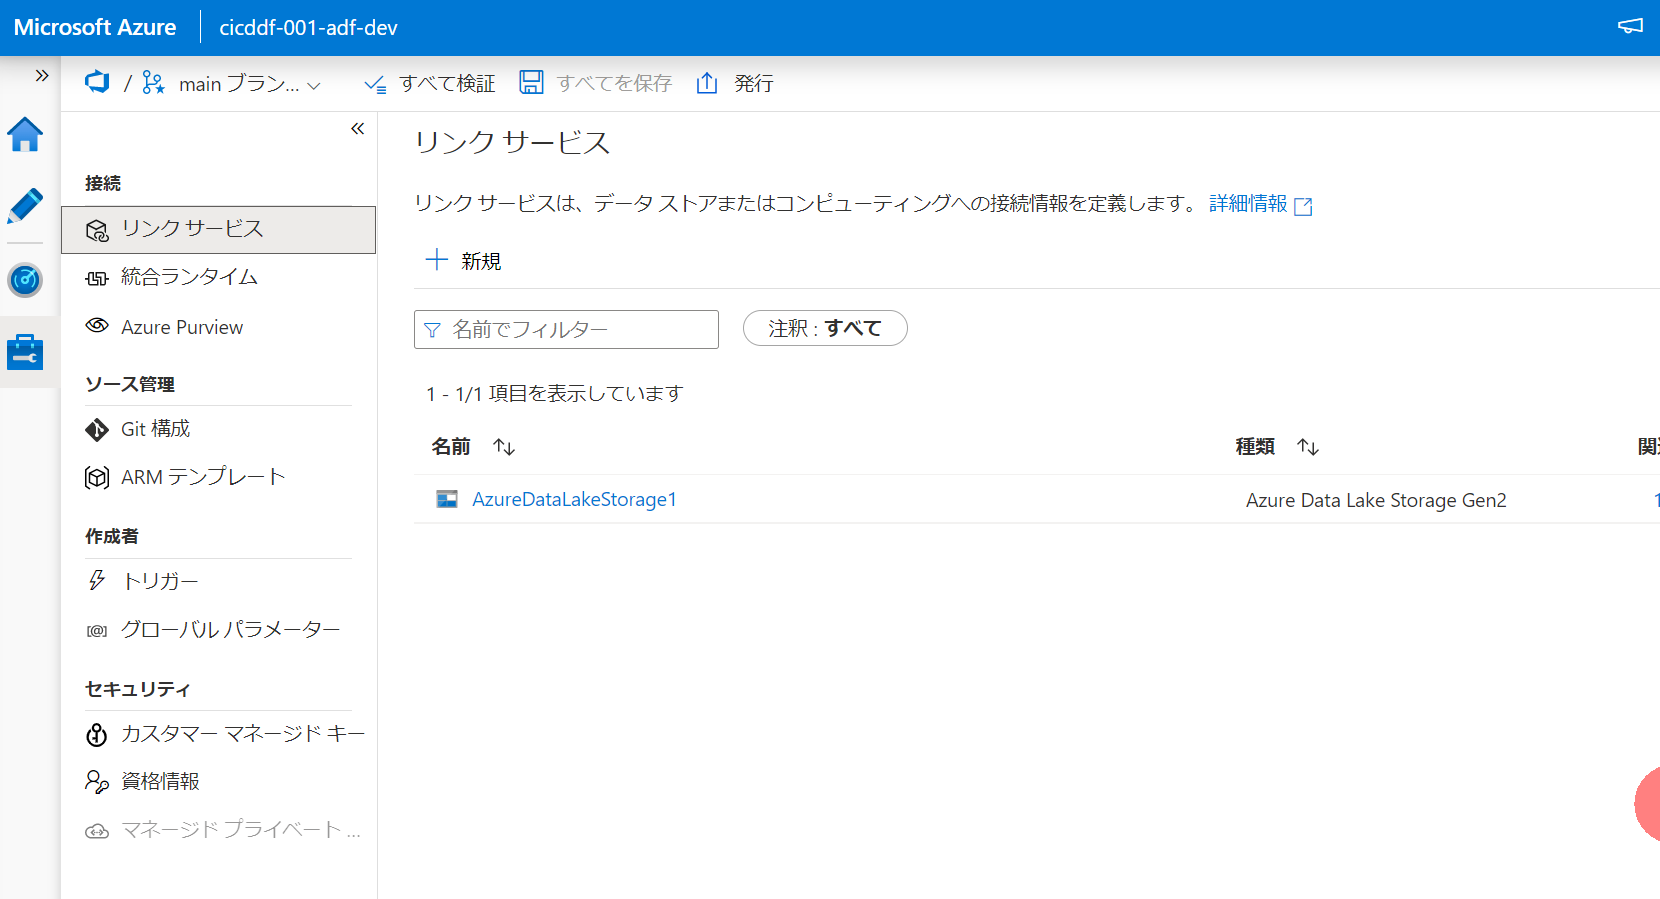 Microsoft Azure
cicddf-001-adf-dev
/ main ブラン...
すべて検証
すべてを保存
発行
接続
リンク サービス
統合ランタイム
Azure Purview
ソース管理
Git 構成
ARM テンプレート
作成者
トリガー
グローバル パラメーター
セキュリティ
カスタマー マネージド キー
資格情報
マネージド プライベート ...
リンク サービス
リンク サービスは、データ ストアまたはコンピューティングへの接続情報を定義します。 詳細情報
新規
名前でフィルター
注釈 : すべて
1 - 1/1 項目を表示しています
名前 種類
AzureDataLakeStorage1 Azure Data Lake Storage Gen2 1